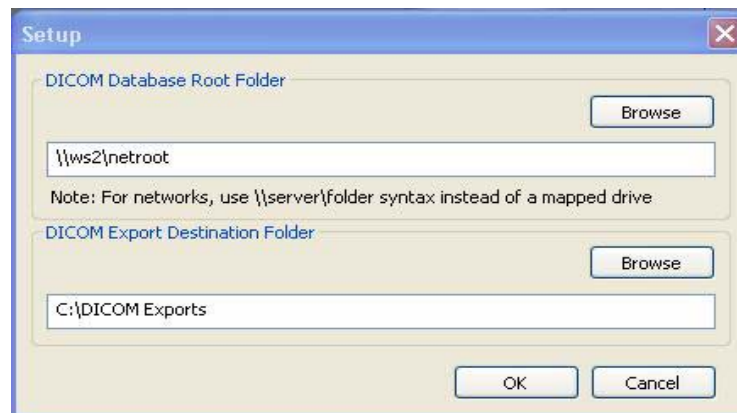 Setup
DICOM Database Root Folder
Browse
\\ws2\netroot
Note: For networks, use \\server\folder syntax instead of a mapped drive
DICOM Export Destination Folder
Browse
C:\DICOM Exports
OK Cancel